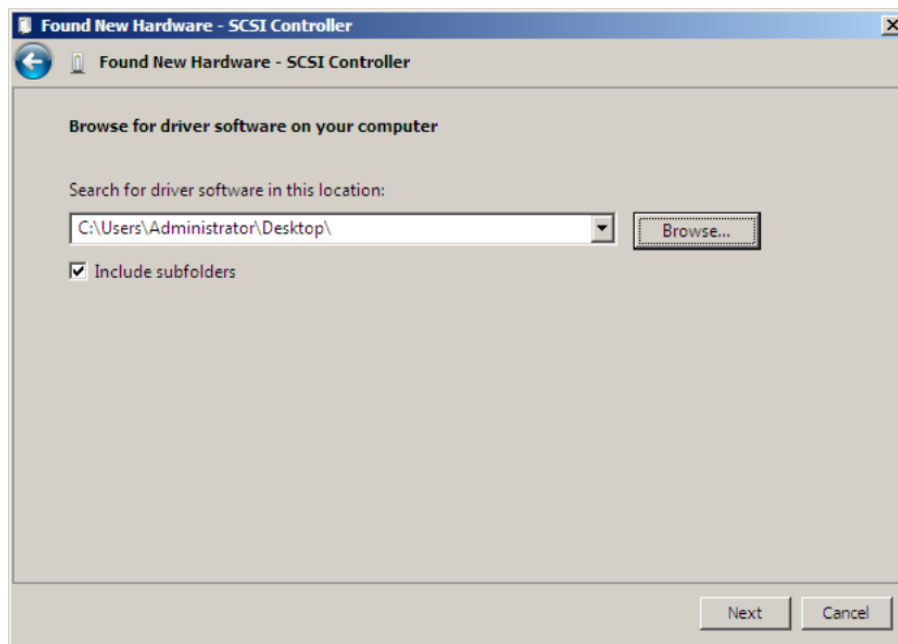 Found New Hardware - SCSI Controller
Found New Hardware - SCSI Controller
Browse for driver software on your computer
Search for driver software in this location:
C:\Users\Administrator\Desktop\
Browse...
Include subfolders
Next
Cancel